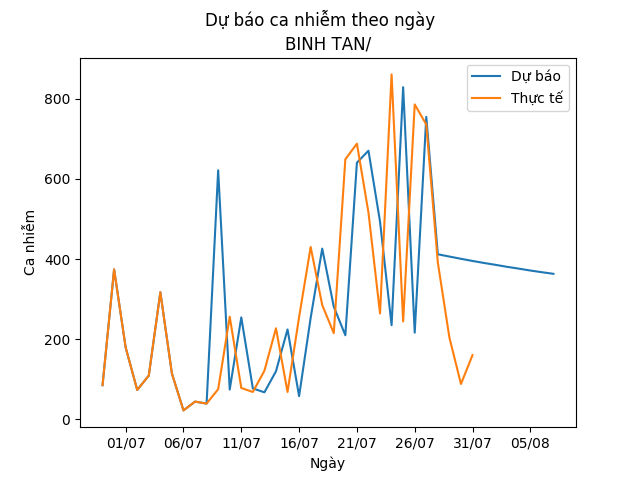 Dự báo ca nhiễm theo ngày
BINH TAN/
Dự báo
Thực tế
Ca nhiễm
800
600
400
200
0
01/07 06/07 11/07 16/07 21/07 26/07 31/07 05/08
Ngày